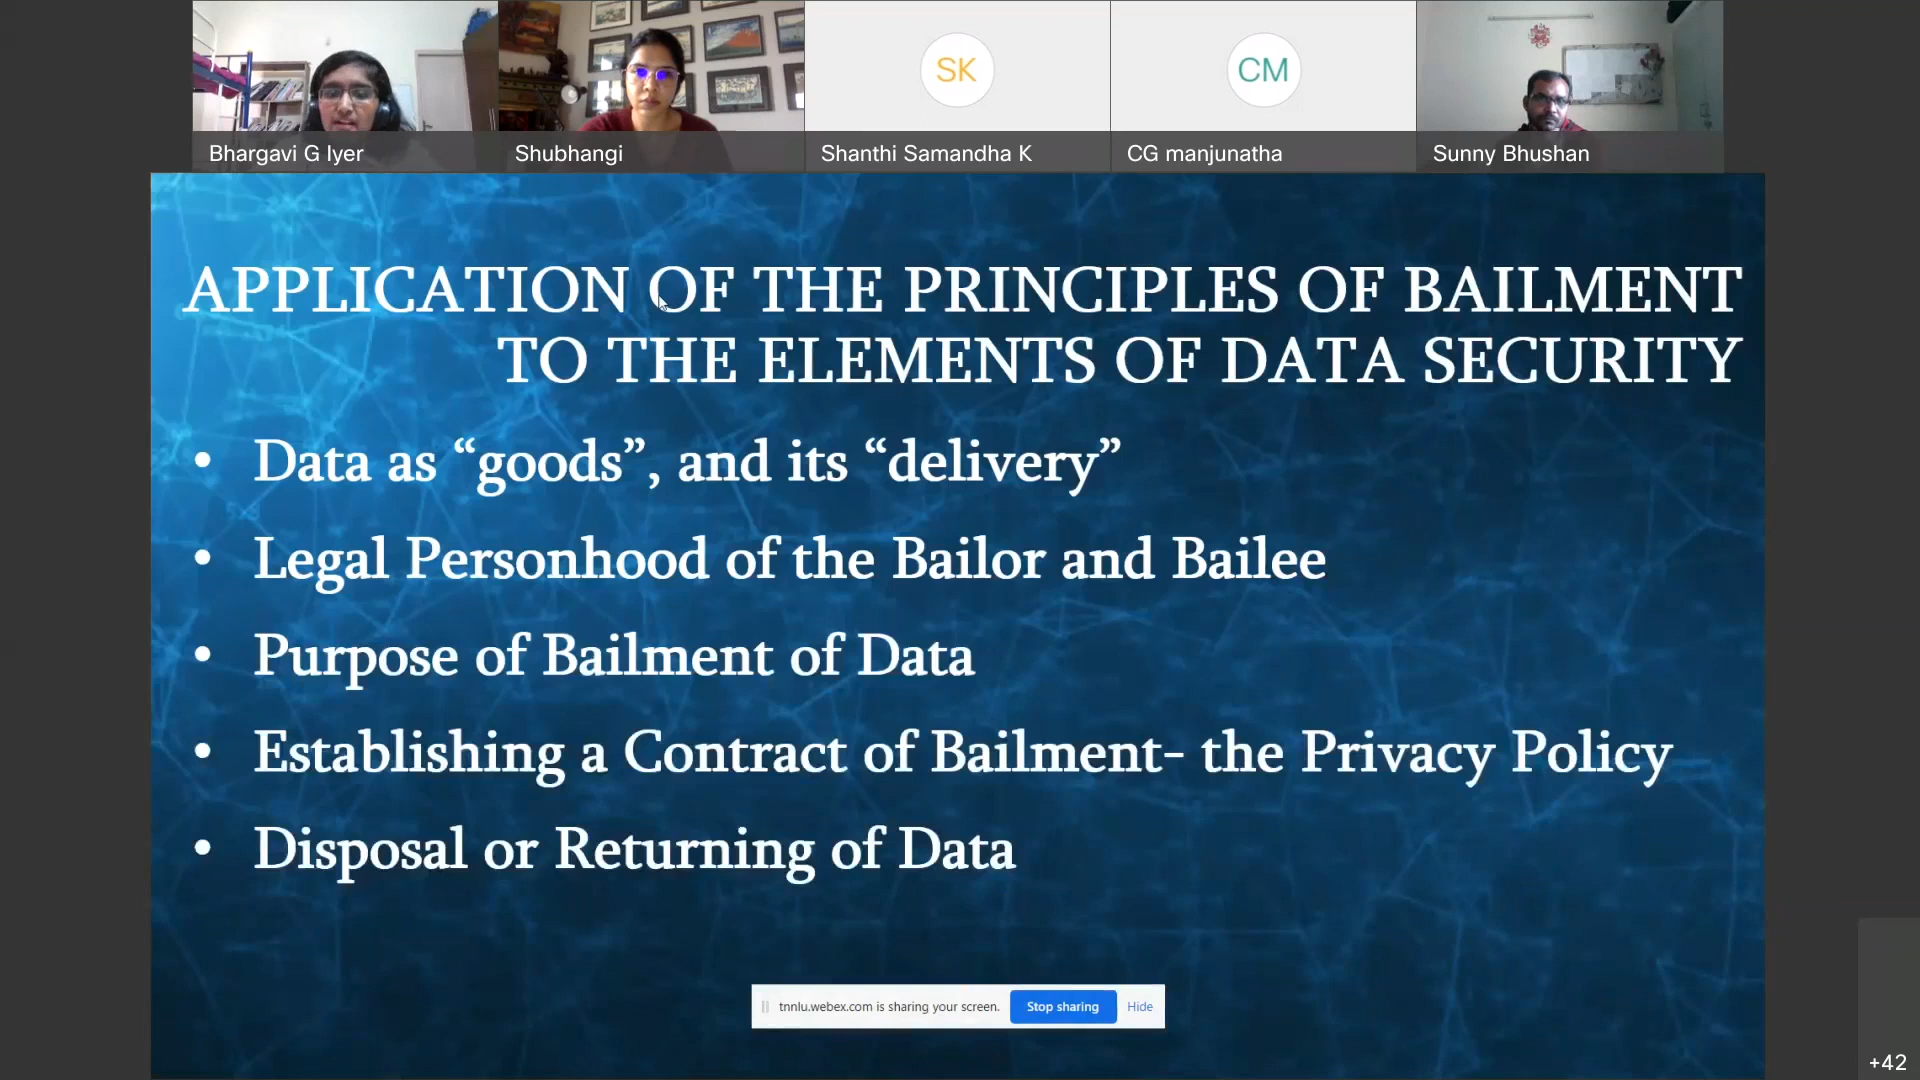 SK
CM
Bhargavi G Iyer
Shubhangi
Shanthi Samandha K
CG manjunatha
Sunny Bhushan
APPLICATION OF THE PRINCIPLES OF BAILMENT
TO THE ELEMENTS OF DATA SECURITY
• Data as “goods”, and its “delivery”
• Legal Personhood of the Bailor and Bailee
• Purpose of Bailment of Data
• Establishing a Contract of Bailment- the Privacy Policy
• Disposal or Returning of Data
tnnlu.webex.com is sharing your screen. Stop sharing Hide
+42